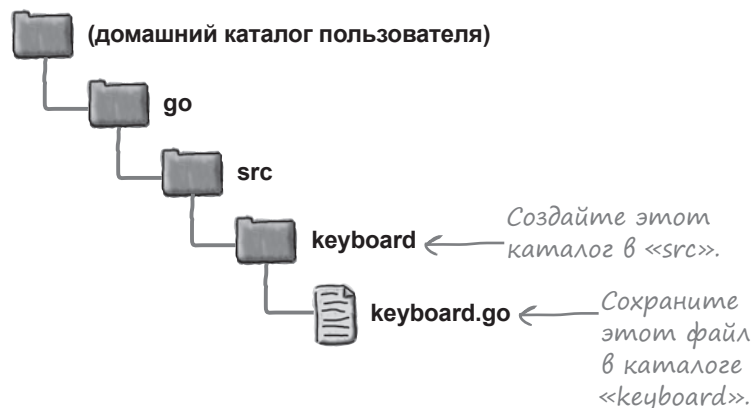 (домашний каталог пользователя)
go
src
keyboard
Создайте этот
каталог в «src».
keyboard.go
Сохраните
этот файл
в каталоге
«keyboard».